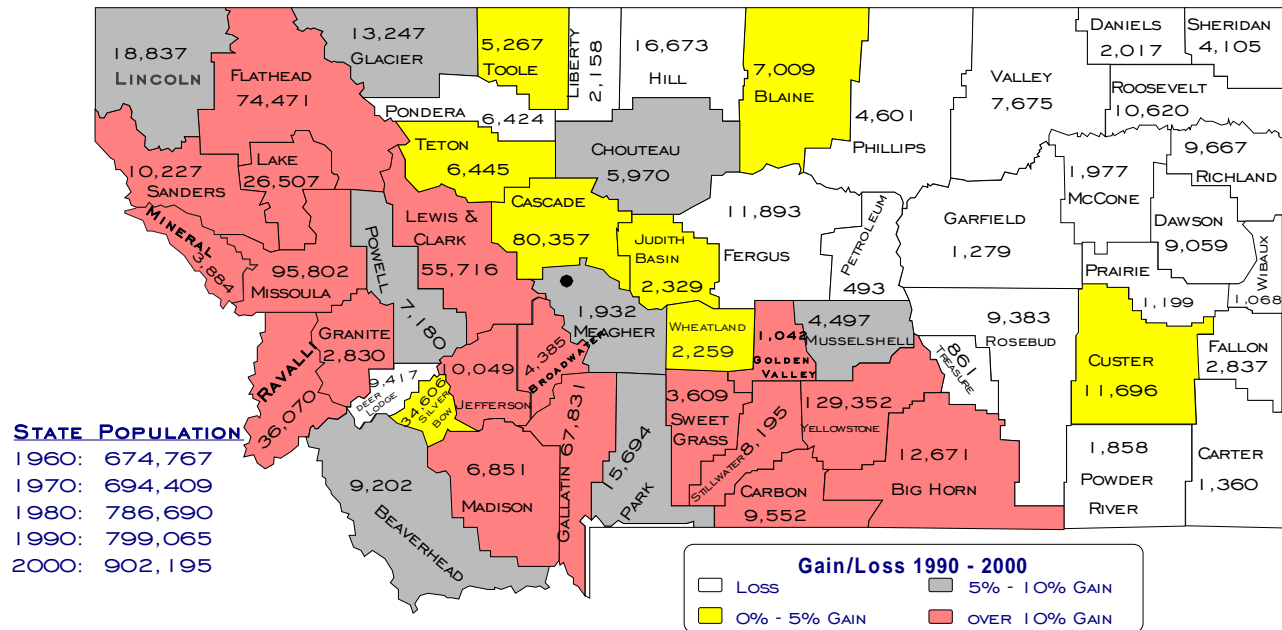 18,837
LINCOLN
FLATHEAD
74,471
13,247
GLACIER
5,267
TOOLE
LIBERTY
2,158
16,673
HILL
7,009
BLAINE
4,601
PHILLIPS
VALLEY
7,675
DANIELS
2,017
SHERIDAN
4,105
ROOSEVELT
10,620
PONDERA
6,424
TETON
6,445
CHOUTEAU
5,970
10,227
SANDERS
LAKE
26,507
MINERAL
3,884
95,802
MISSOULA
POWELL
7,180
LEWIS &
CLARK
55,716
CASCADE
80,357
JUDITH
BASIN
2,329
11,893
FERGUS
PETROLEUM
493
GARFIELD
1,279
1,977
MCCONE
9,667
RICHLAND
DAWSON
9,059
WIBAUX
1,068
PRAIRIE
1,199
RAVALLI
36,070
GRANITE
2,830
9,417
DEER
LODGE
34,606
SILVER
BOW
10,049
JEFFERSON
4,385
BROADWATER
1,932
MEAGHER
WHEATLAND
2,259
1,042
GOLDEN
VALLEY
4,497
MUSSELSHELL
861
TREASURE
9,383
ROSEBUD
CUSTER
11,696
FALLON
2,837
9,202
BEAVERHEAD
6,851
MADISON
GALLATIN 67,831
PARK 15,694
3,609
SWEET
GRASS
STILLWATER 8,195
129,352
YELLOWSTONE
CARBON
9,552
12,671
BIG HORN
1,858
POWDER
RIVER
CARTER
1,360
STATE POPULATION
1960: 674,767
1970: 694,409
1980: 786,690
1990: 799,065
2000: 902,195
Gain/Loss 1990 - 2000
LOSS
5% - 10% GAIN
0% - 5% GAIN
OVER 10% GAIN